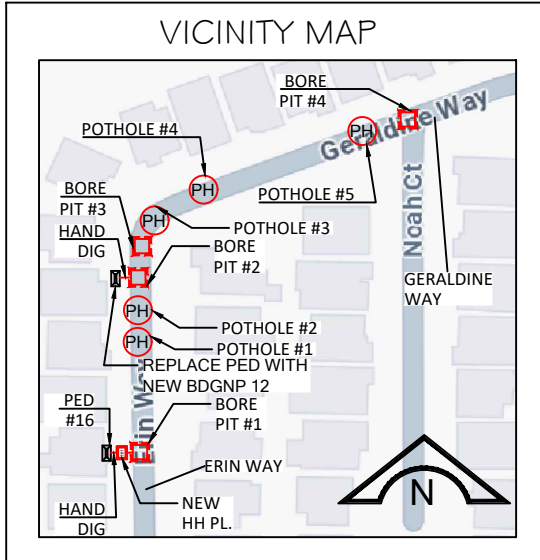 VICINITY MAP
BORE
PIT #4
POTHOLE #4
PH
Geraldine Way
PH
POTHOLE #5
BORE
PIT #3
PH
POTHOLE #3
Noah Ct
HAND
DIG
BORE
PIT #2
GERALDINE
WAY
PH
POTHOLE #2
PH
POTHOLE #1
REPLACE PED WITH
NEW BDGNP 12
PED
#16
BORE
PIT #1
Erin Way
ERIN WAY
HAND
DIG
NEW
HH PL.
N